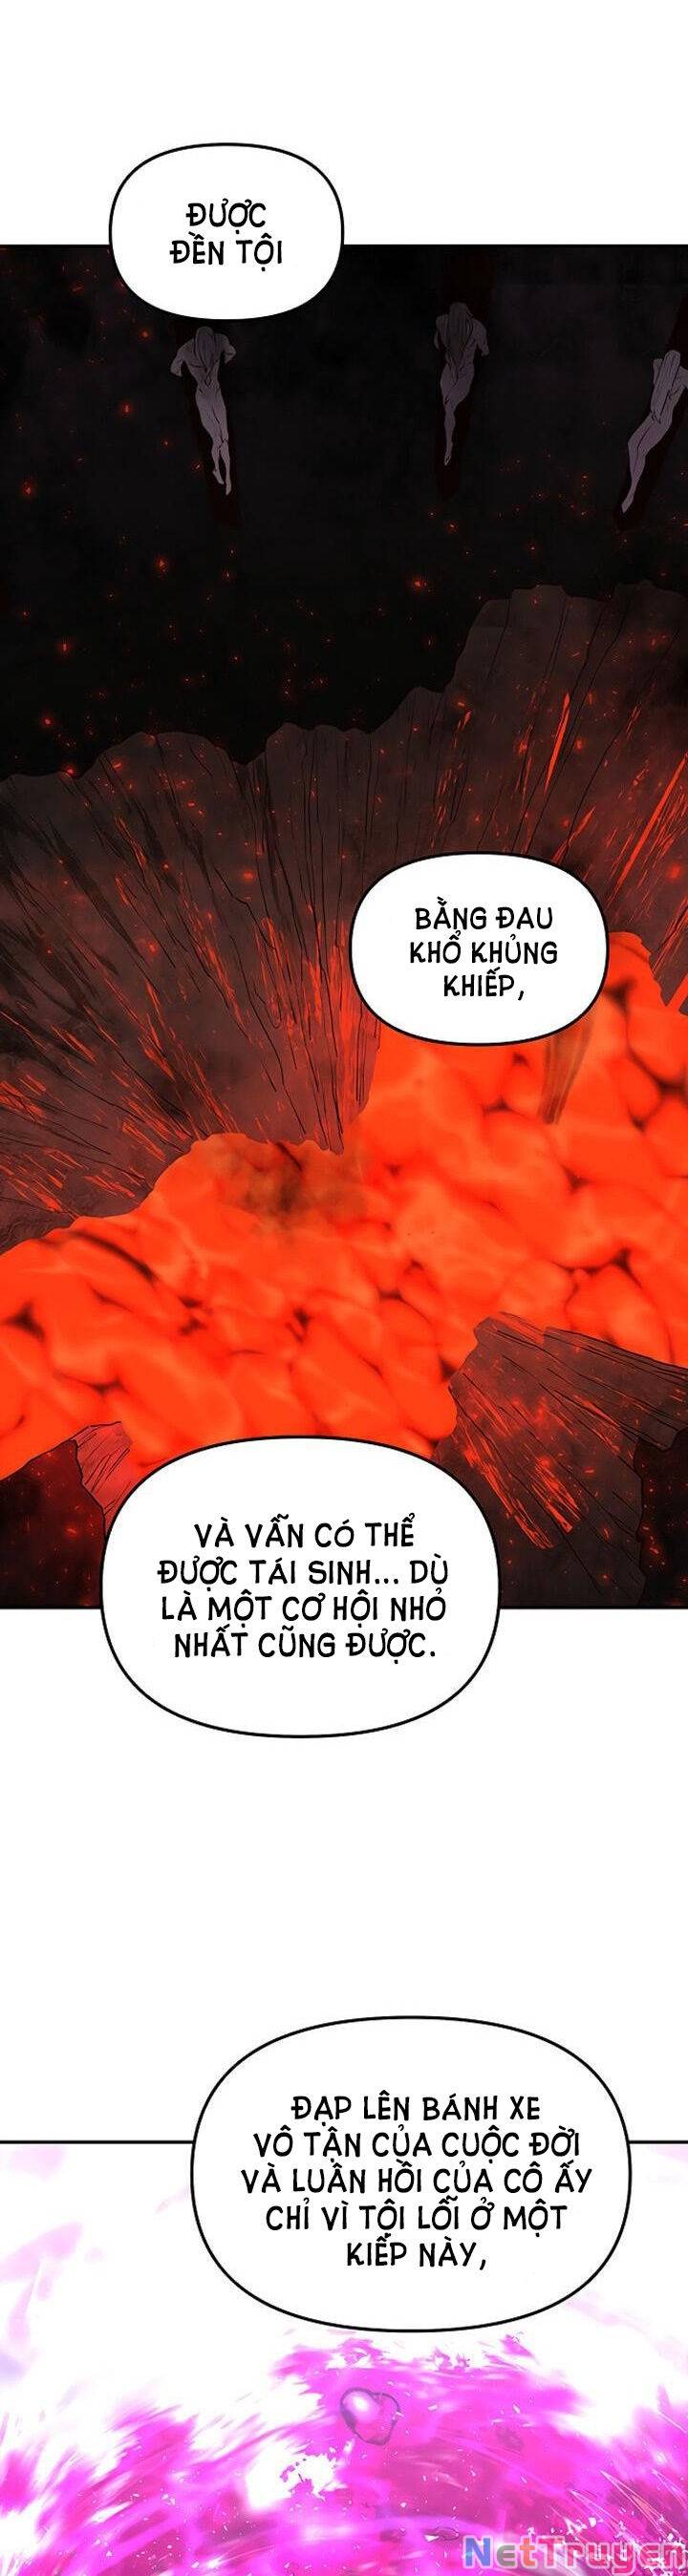 ĐƯỢC
ĐỀN TỘI
BẰNG ĐAU
KHỔ KHỦNG
KHIẾP,
VÀ VẪN CÓ THỂ
ĐƯỢC TÁI SINH... DÙ
LÀ MỘT CƠ HỘI NHỎ
NHẤT CŨNG ĐƯỢC.
ĐẠP LÊN BÁNH XE
VÔ TẬN CỦA CUỘC ĐỜI
VÀ LUÂN HỒI CỦA CÔ ẤY
CHỈ VÌ TỘI LỖI Ở MỘT
KIẾP NÀY,
NetTruyen